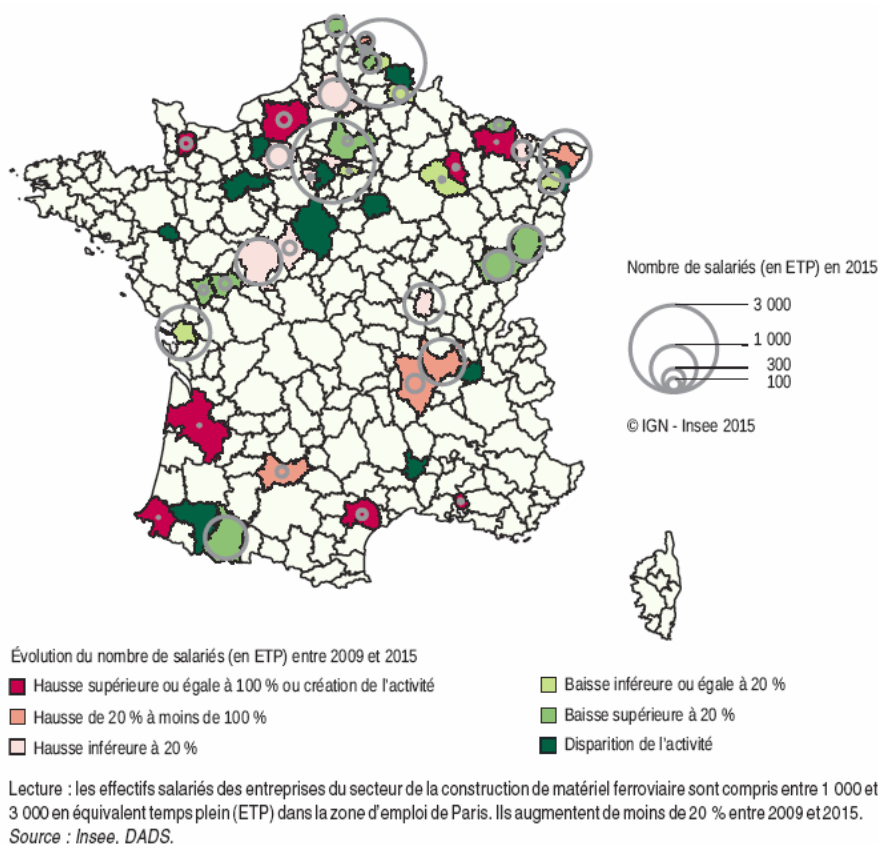 Nombre de salariés (en ETP) en 2015
3 000
1 000
300
100
© IGN - Insee 2015
Évolution du nombre de salariés (en ETP) entre 2009 et 2015
Hausse supérieure ou égale à 100 % ou création de l'activité
Hausse de 20 % à moins de 100 %
Hausse inféreure à 20 %
Baisse inféreure ou égale à 20 %
Baisse supérieure à 20 %
Disparition de l'activité
Lecture : les effectifs salariés des entreprises du secteur de la construction de matériel ferroviaire sont compris entre 1 000 et
3 000 en équivalent temps plein (ETP) dans la zone d'emploi de Paris. Ils augmentent de moins de 20 % entre 2009 et 2015.
Source : Insee, DADS.